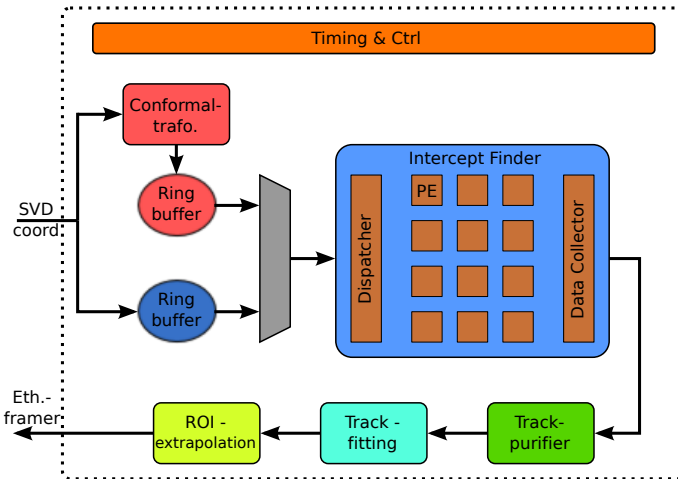 Timing & Ctrl
Conformal-
trafo.
Ring
buffer
SVD
coord
Ring
buffer
Intercept Finder
Dispatcher
PE
Data Collector
Eth.-
framer
ROI -
extrapolation
Track -
fitting
Track-
purifier